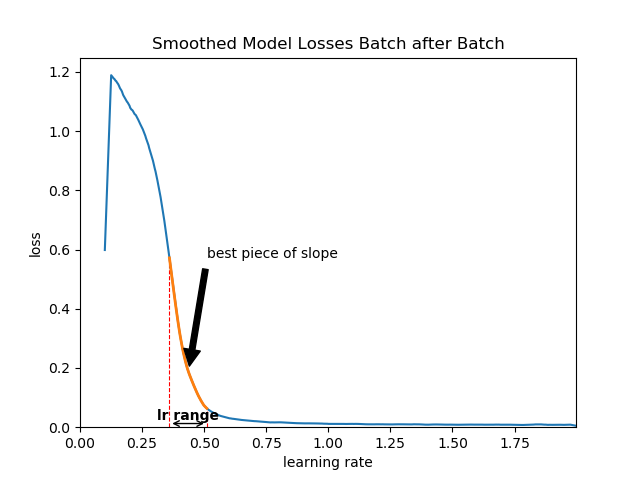 Smoothed Model Losses Batch after Batch
1.2
1.0
0.8
0.6
0.4
0.2
0.0
loss
best piece of slope
lr range
0.00 0.25 0.50 0.75 1.00 1.25 1.50 1.75
learning rate